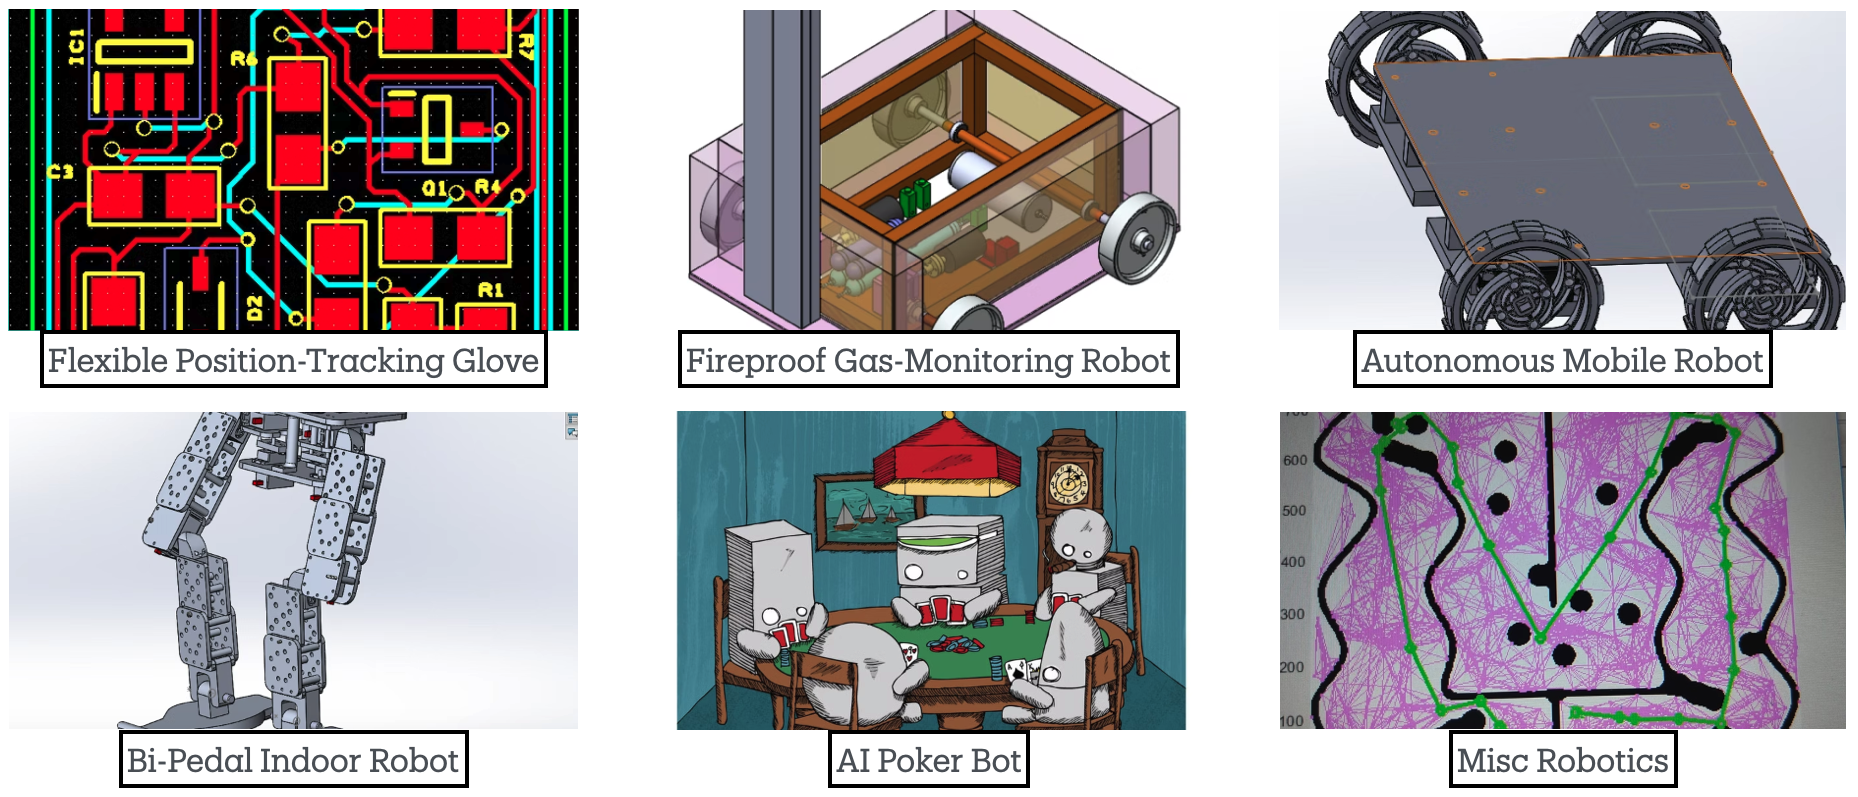 IC1
R6
R7
C3
Q1
R4
D2
R1
Flexible Position-Tracking Glove
Fireproof Gas-Monitoring Robot
Autonomous Mobile Robot
600
500
400
300
200
100
Bi-Pedal Indoor Robot
AI Poker Bot
Misc Robotics